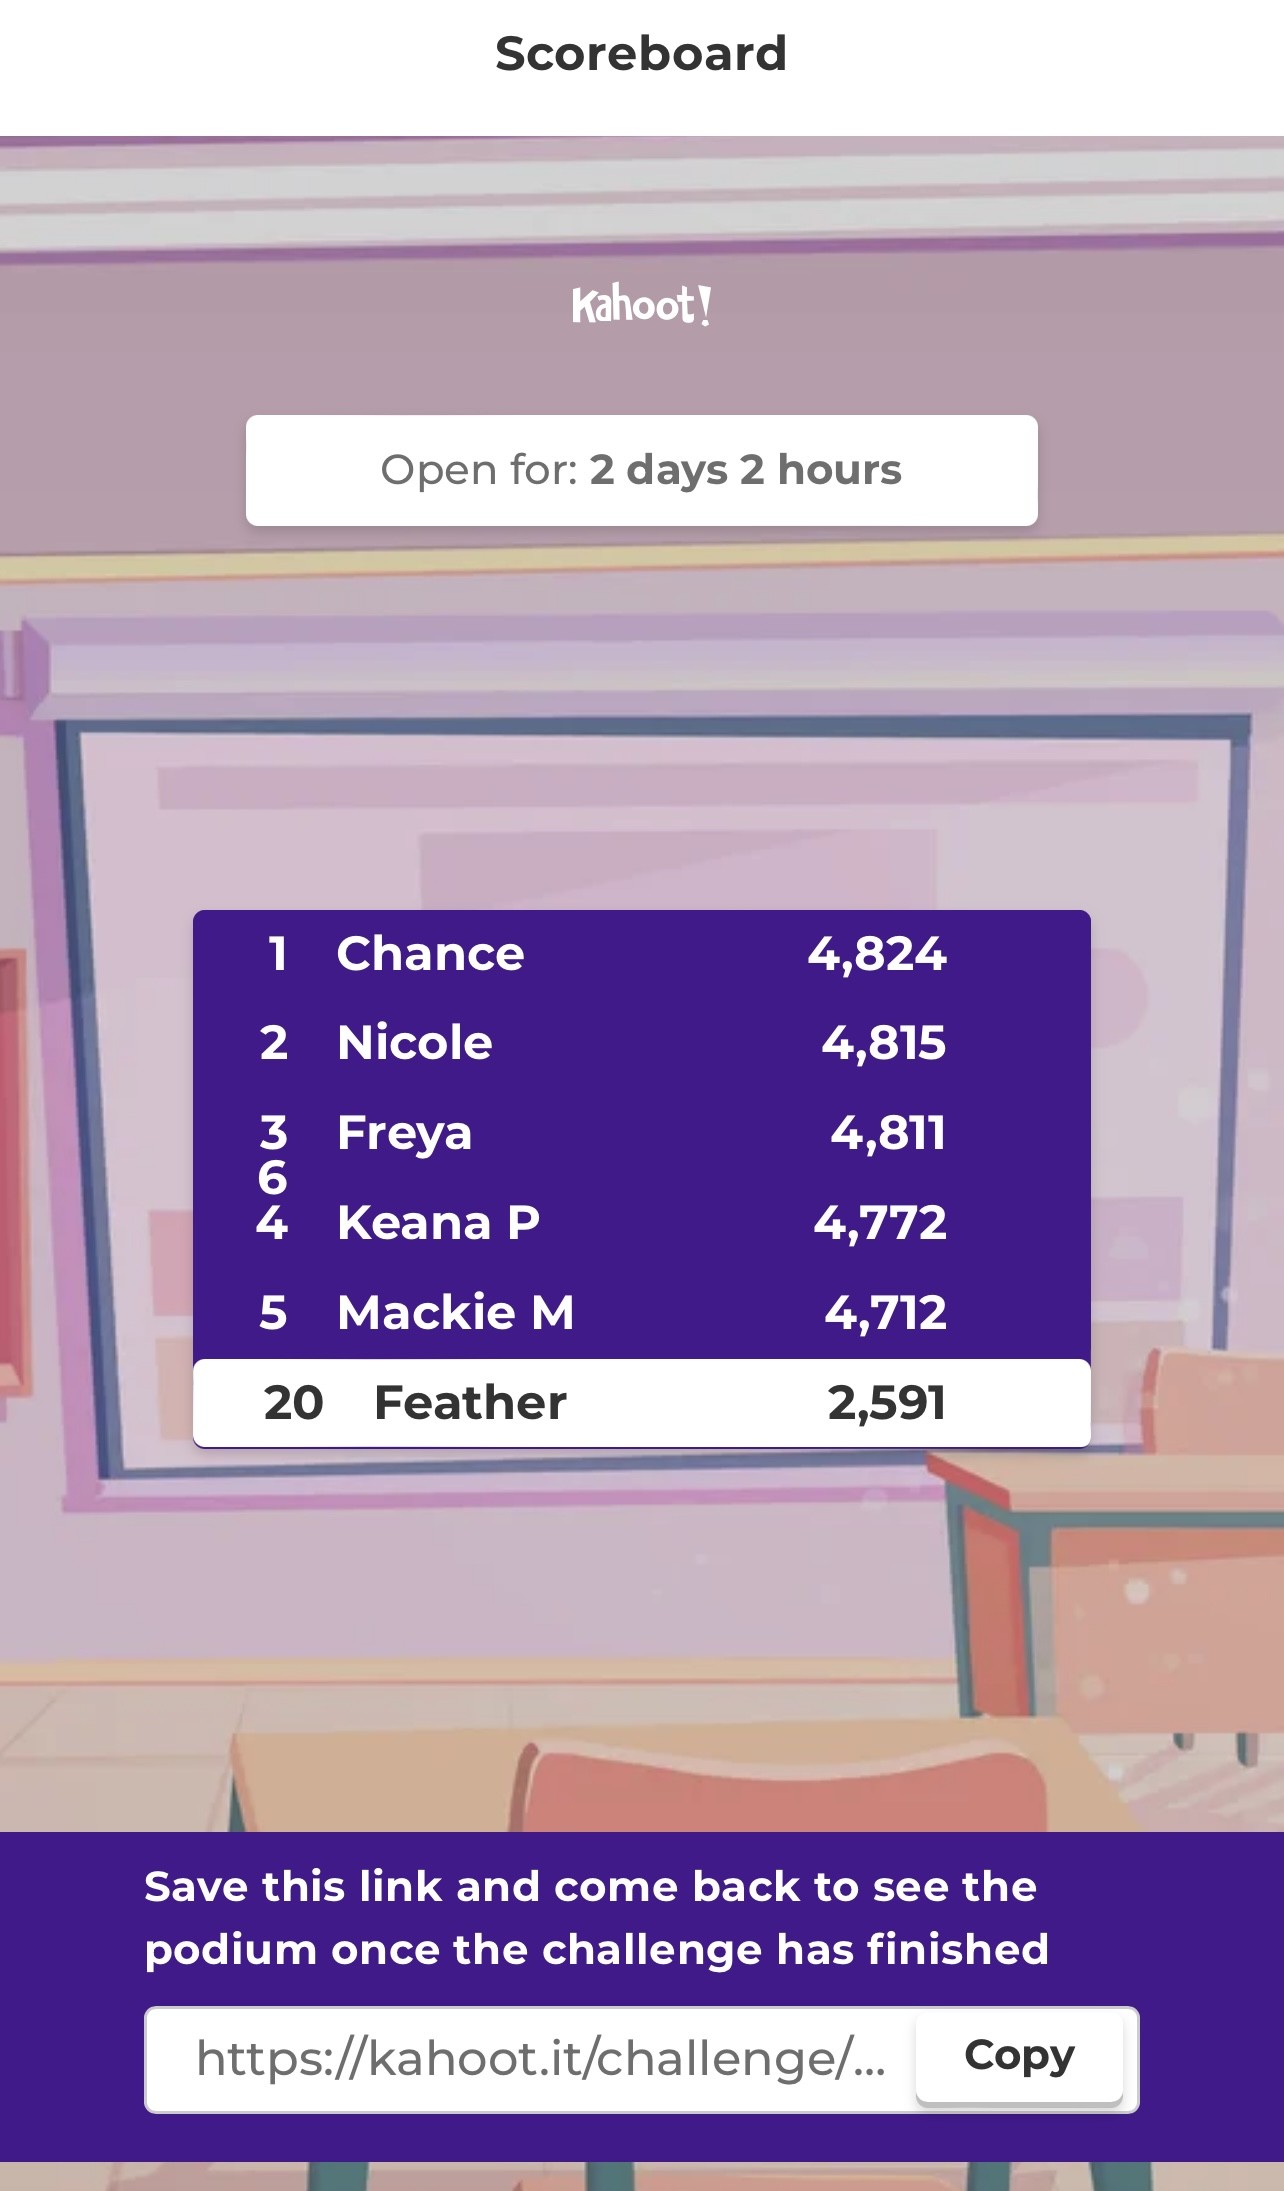 Scoreboard
Kahoot!
Open for: 2 days 2 hours
1 Chance 4,824
2 Nicole 4,815
3 Freya 4,811
6
4 Keana P 4,772
5 Mackie M 4,712
20 Feather 2,591
Save this link and come back to see the
podium once the challenge has finished
https://kahoot.it/challenge/... Copy